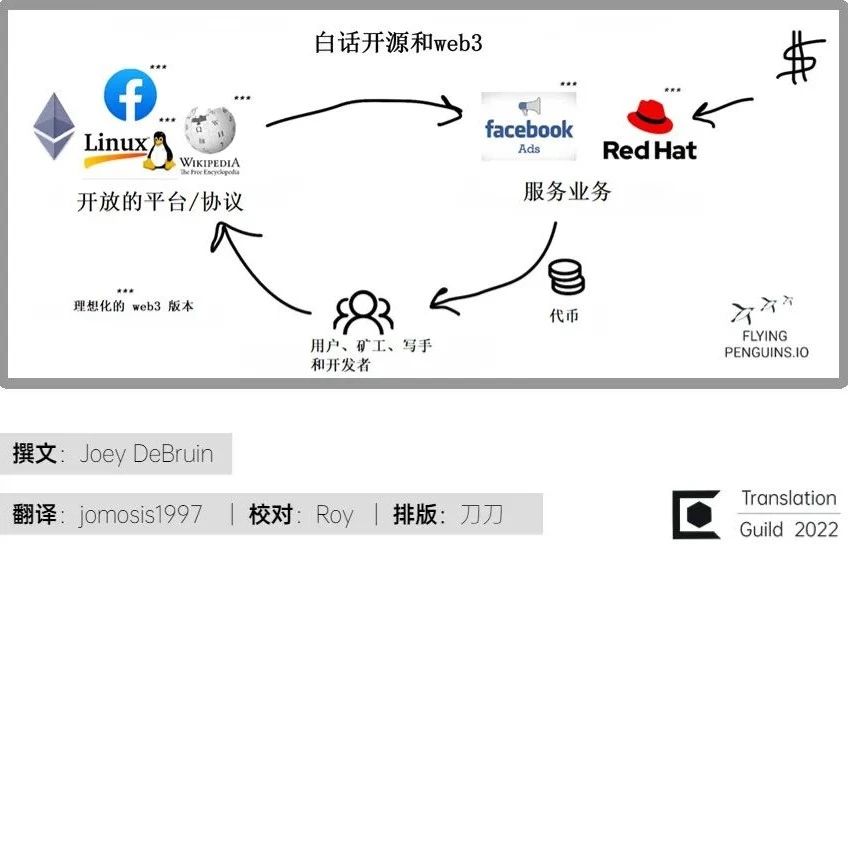 白话开源和web3
$
***
***
***
***
***
Linux
WIKIPEDIA
The Free Encyclopedia
facebook
Ads
Red Hat
开放的平台/协议
服务业务
***
理想化的 web3 版本
用户、矿工、写手
和开发者
代币
FLYING
PENGUINS.IO
撰文：Joey DeBruin
翻译：jomosis1997 ｜校对：Roy ｜排版：刀刀
Translation
Guild 2022